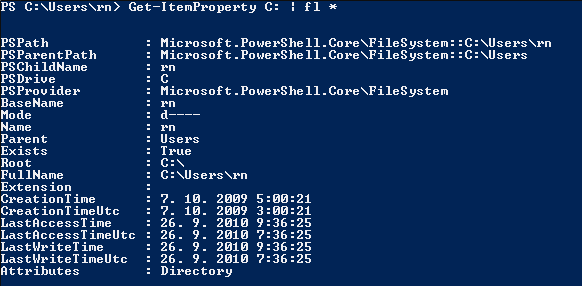 PS C:\Users\rn> Get-ItemProperty C: | fl *
PSPath            : Microsoft.PowerShell.Core\FileSystem::C:\Users\rn
PSParentPath      : Microsoft.PowerShell.Core\FileSystem::C:\Users
PSChildName       : rn
PSDrive           : C
PSProvider        : Microsoft.PowerShell.Core\FileSystem
BaseName          : rn
Mode              : d----
Name              : rn
Parent            : Users
Exists            : True
Root              : C:\
FullName          : C:\Users\rn
Extension         :
CreationTime      : 7. 10. 2009 5:00:21
CreationTimeUtc   : 7. 10. 2009 3:00:21
LastAccessTime    : 26. 9. 2010 9:36:25
LastAccessTimeUtc : 26. 9. 2010 7:36:25
LastWriteTime     : 26. 9. 2010 9:36:25
LastWriteTimeUtc  : 26. 9. 2010 7:36:25
Attributes        : Directory